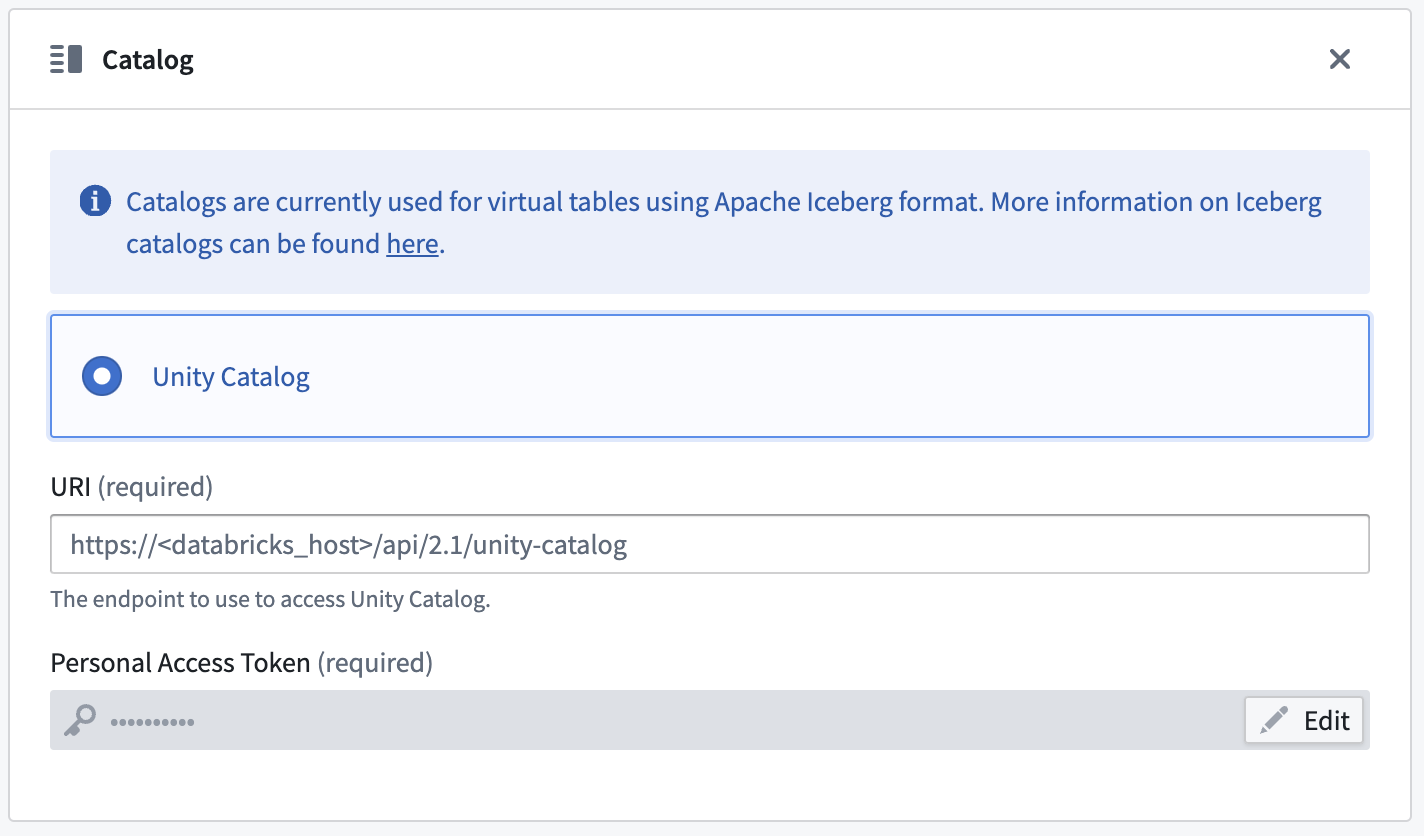 Catalog
Catalogs are currently used for virtual tables using Apache Iceberg format. More information on Iceberg
catalogs can be found here.
Unity Catalog
URI (required)
https://<databricks_host>/api/2.1/unity-catalog
The endpoint to use to access Unity Catalog.
Personal Access Token (required)
••••••••••
Edit